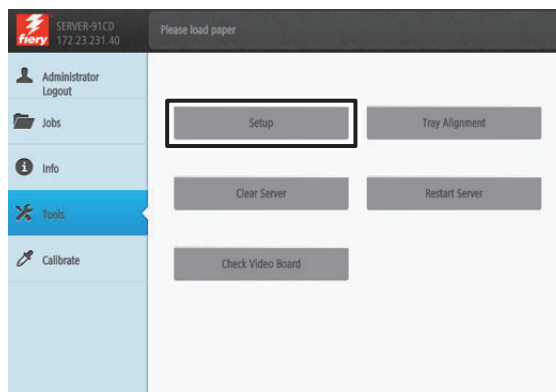 fiery
SERVER-91CD
172.23.231.40
Please load paper
Administrator
Logout
Jobs
Info
Tools
Calibrate
Setup
Tray Alignment
Clear Server
Restart Server
Check Video Board